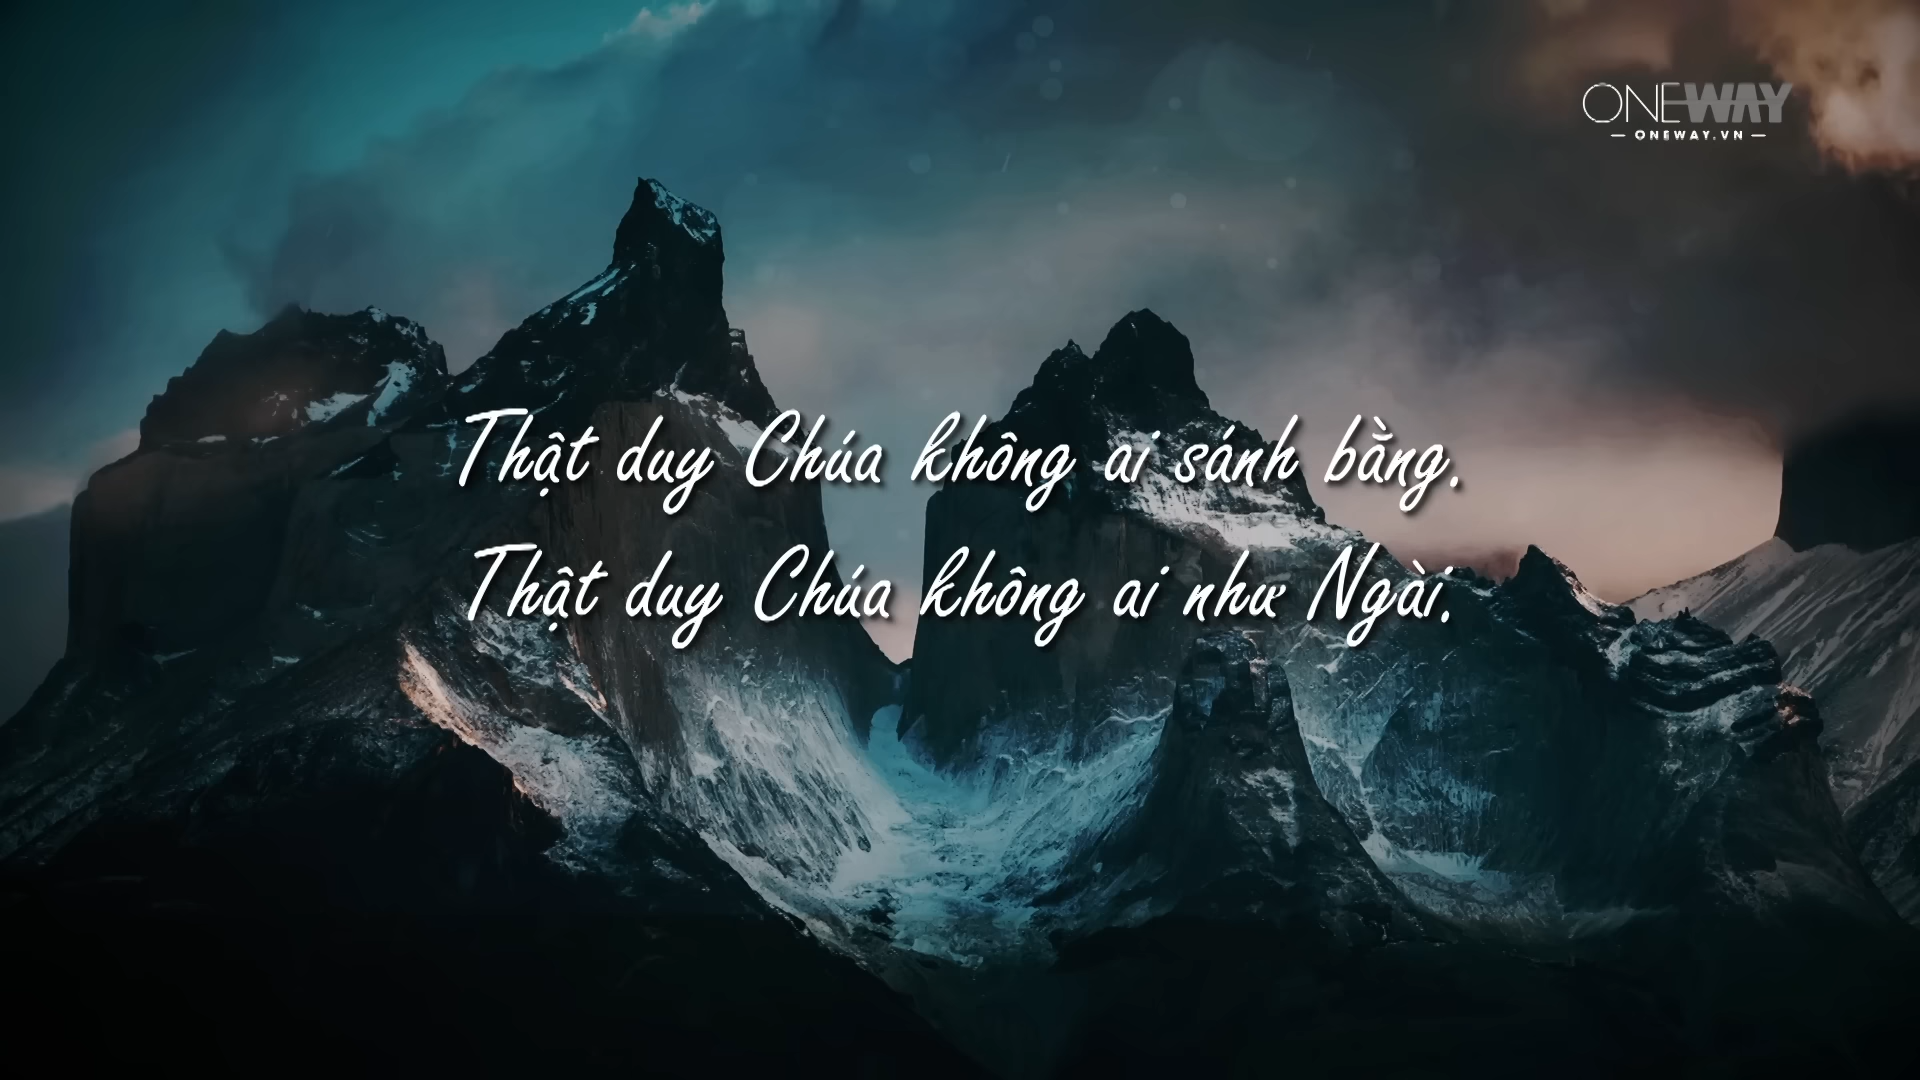 ONEWAY
ONEWAY.VN
Thật duy Chúa không ai sánh bằng.
Thật duy Chúa không ai như Ngài.